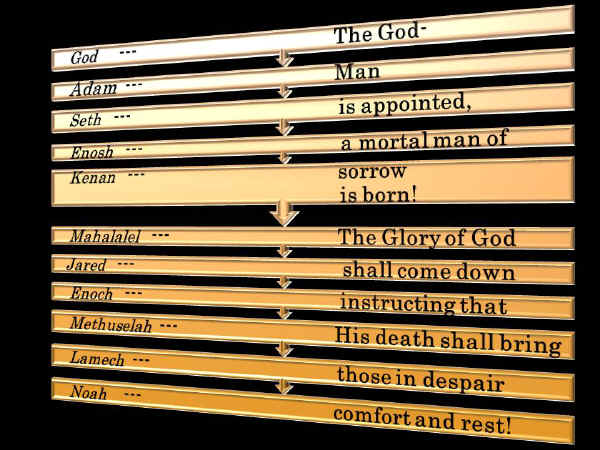 God --- The God-
Adam --- Man
Seth --- is appointed,
Enosh --- a mortal man of
Kenan --- sorrow
is born!
Mahalalel --- The Glory of God
Jared --- shall come down
Enoch --- instructing that
Methuselah --- His death shall bring
Lamech --- those in despair
Noah --- comfort and rest!